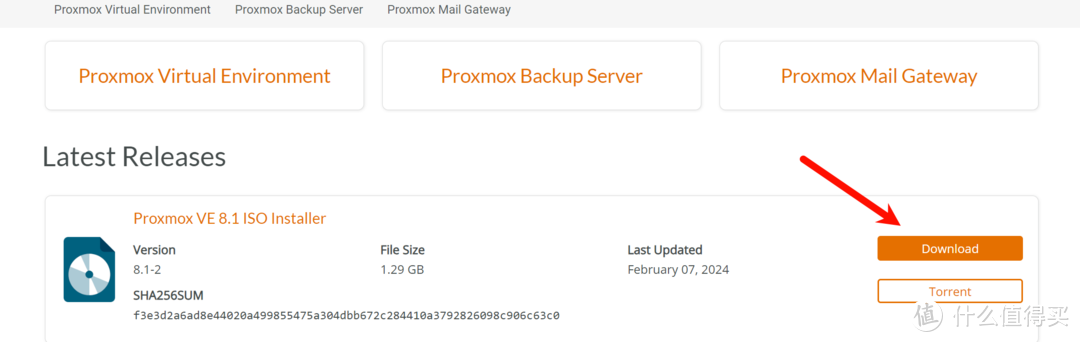 Proxmox Virtual Environment Proxmox Backup Server Proxmox Mail Gateway
Proxmox Virtual Environment Proxmox Backup Server Proxmox Mail Gateway
Latest Releases
Proxmox VE 8.1 ISO Installer
Version File Size Last Updated Download
8.1-2 1.29 GB February 07, 2024
SHA256SUM Torrent
f3e3d2a6ad8e44020a499855475a304dbb672c284410a3792826098c906c63c0
值 什么值得买